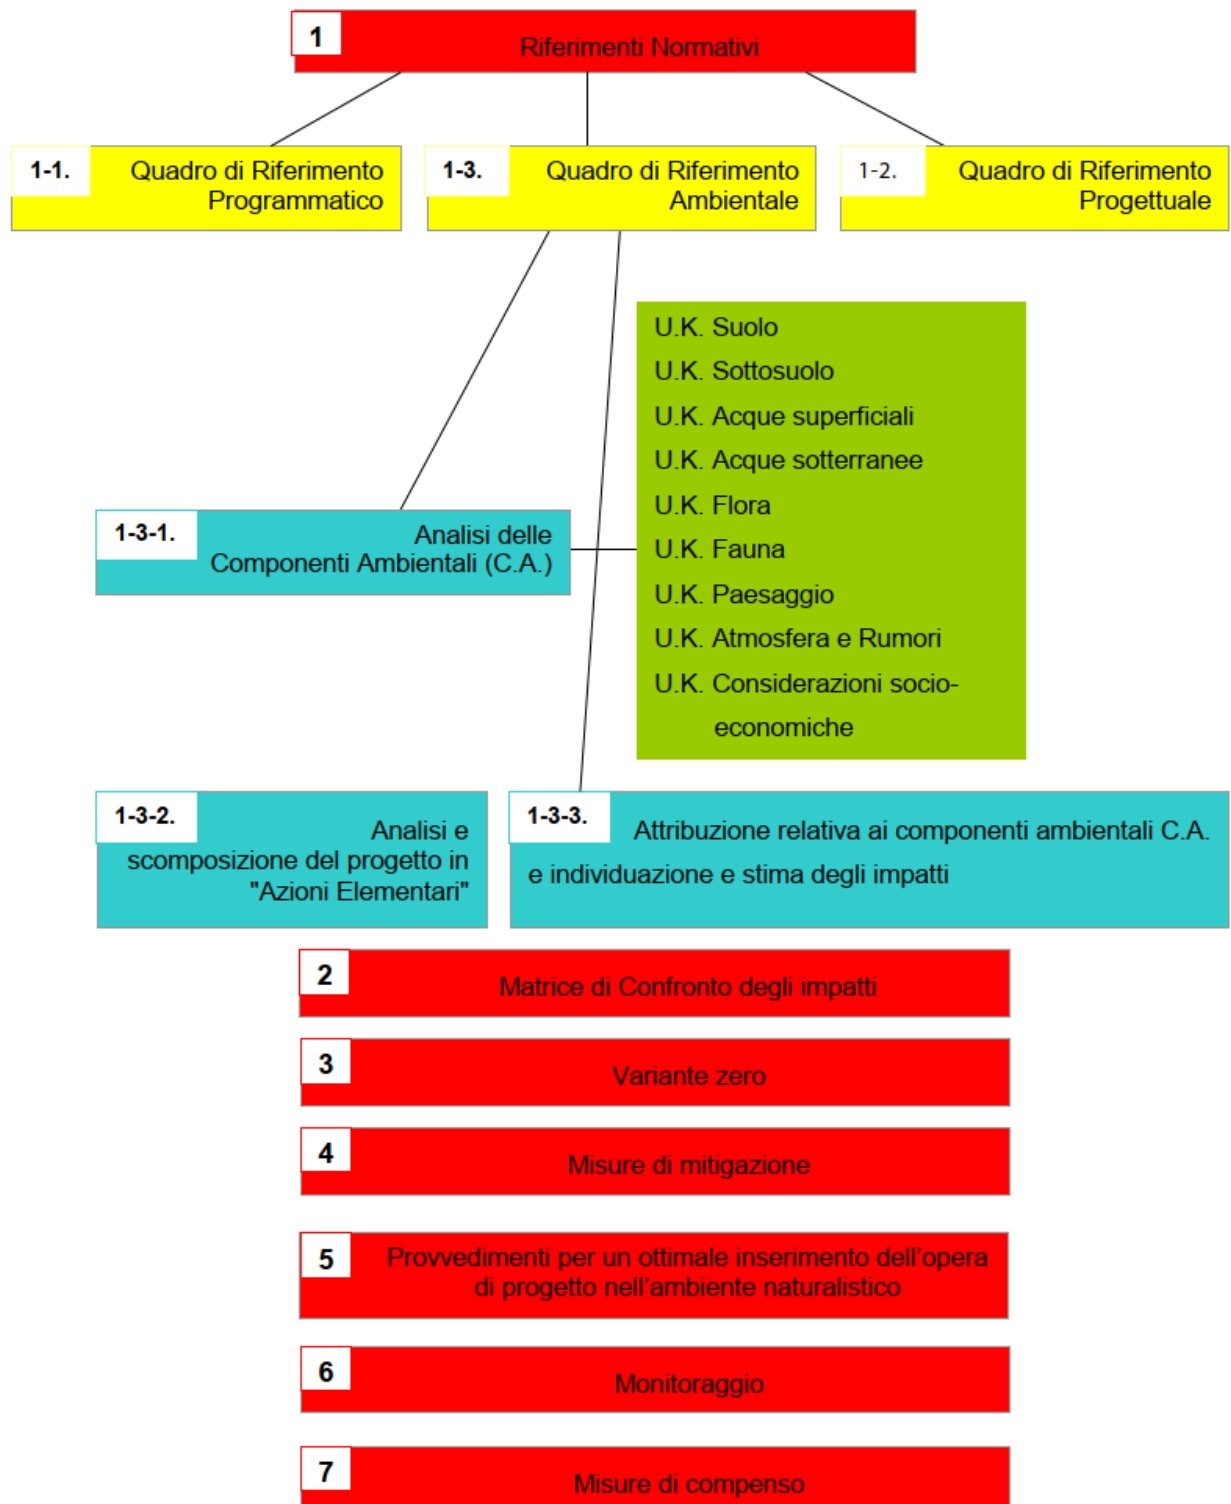 1
Riferimenti Normativi
1-1.
Quadro di Riferimento
Programmatico
1-3.
Quadro di Riferimento
Ambientale
1-2.
Quadro di Riferimento
Progettuale
U.K. Suolo
U.K. Sottosuolo
U.K. Acque superficiali
U.K. Acque sotterranee
U.K. Flora
U.K. Fauna
U.K. Paesaggio
U.K. Atmosfera e Rumori
U.K. Considerazioni socio-
economiche
1-3-1.
Analisi delle
Componenti Ambientali (C.A.)
1-3-2.
Analisi e
scomposizione del progetto in
"Azioni Elementari"
1-3-3.
Attribuzione relativa ai componenti ambientali C.A.
e individuazione e stima degli impatti
2
Matrice di Confronto degli impatti
3
Variante zero
4
Misure di mitigazione
5
Provvedimenti per un ottimale inserimento dell'opera
di progetto nell'ambiente naturalistico
6
Monitoraggio
7
Misure di compenso